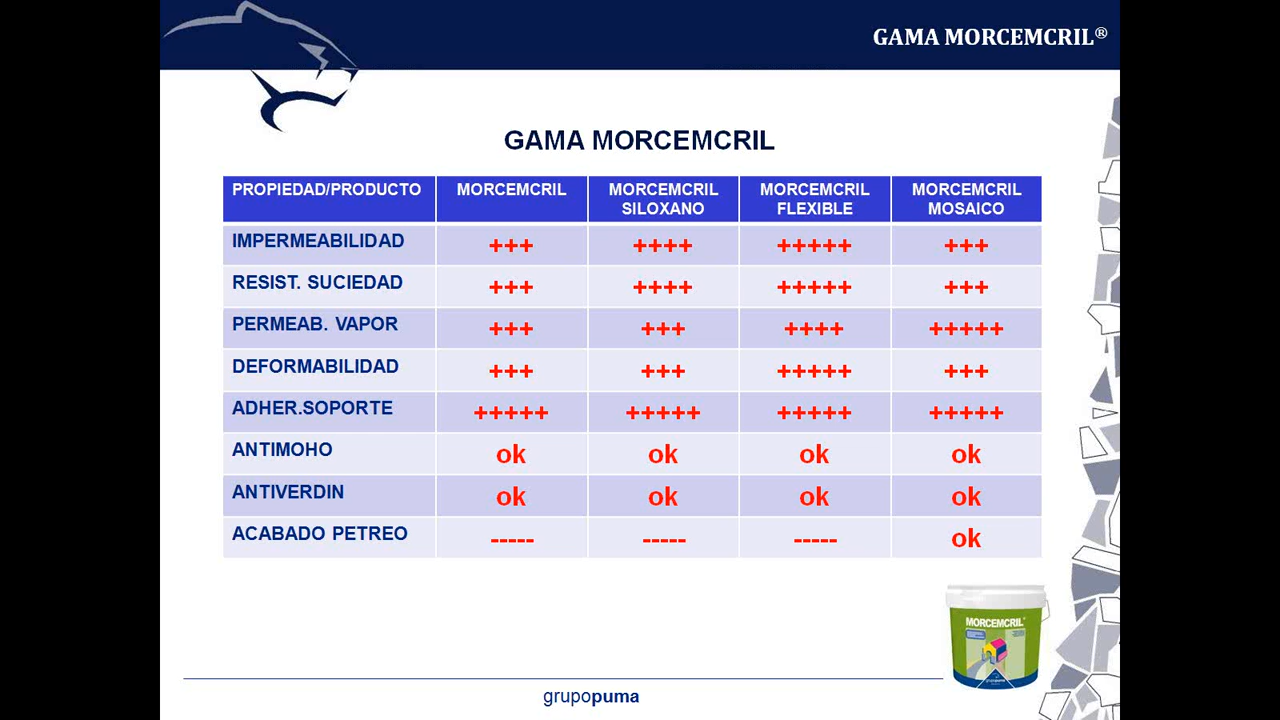 GAMA MORCEMCRIL®
GAMA MORCEMCRIL
PROPIEDAD/PRODUCTO MORCEMCRIL MORCEMCRIL SILOXANO MORCEMCRIL FLEXIBLE MORCEMCRIL MOSAICO
IMPERMEABILIDAD +++ ++++ +++++ +++
RESIST. SUCIEDAD +++ ++++ +++++ +++
PERMEAB. VAPOR +++ +++ ++++ +++++
DEFORMABILIDAD +++ +++ +++++ +++
ADHER.SOPORTE +++++ +++++ +++++ +++++
ANTIMOHO ok ok ok ok
ANTIVERDIN ok ok ok ok
ACABADO PETREO ----- ----- ----- ok
MORCEMCRIL®
grupopuma